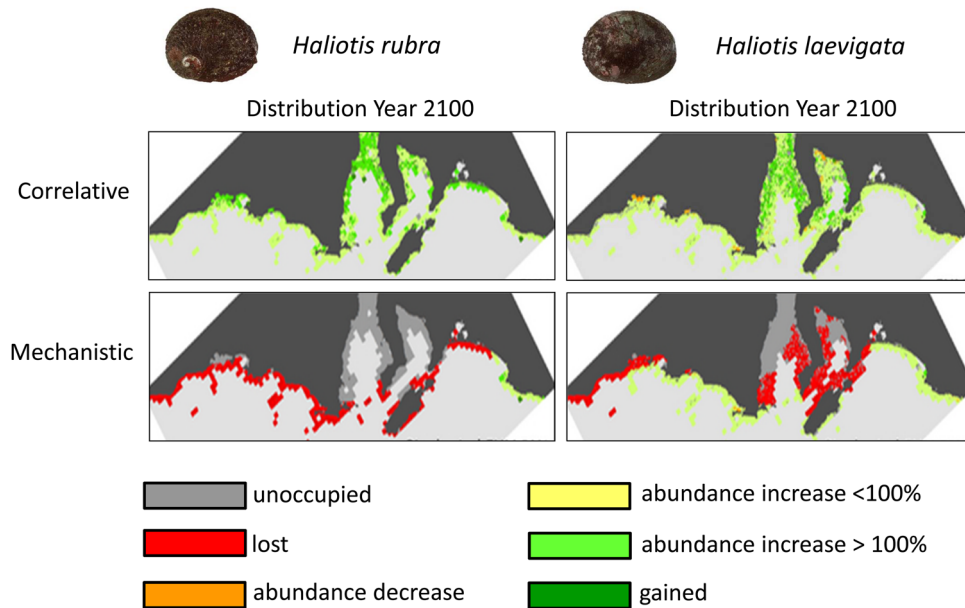 Haliotis rubra
Haliotis laevigata
Distribution Year 2100
Distribution Year 2100
Correlative
Mechanistic
unoccupied
abundance increase <100%
lost
abundance increase > 100%
abundance decrease
gained